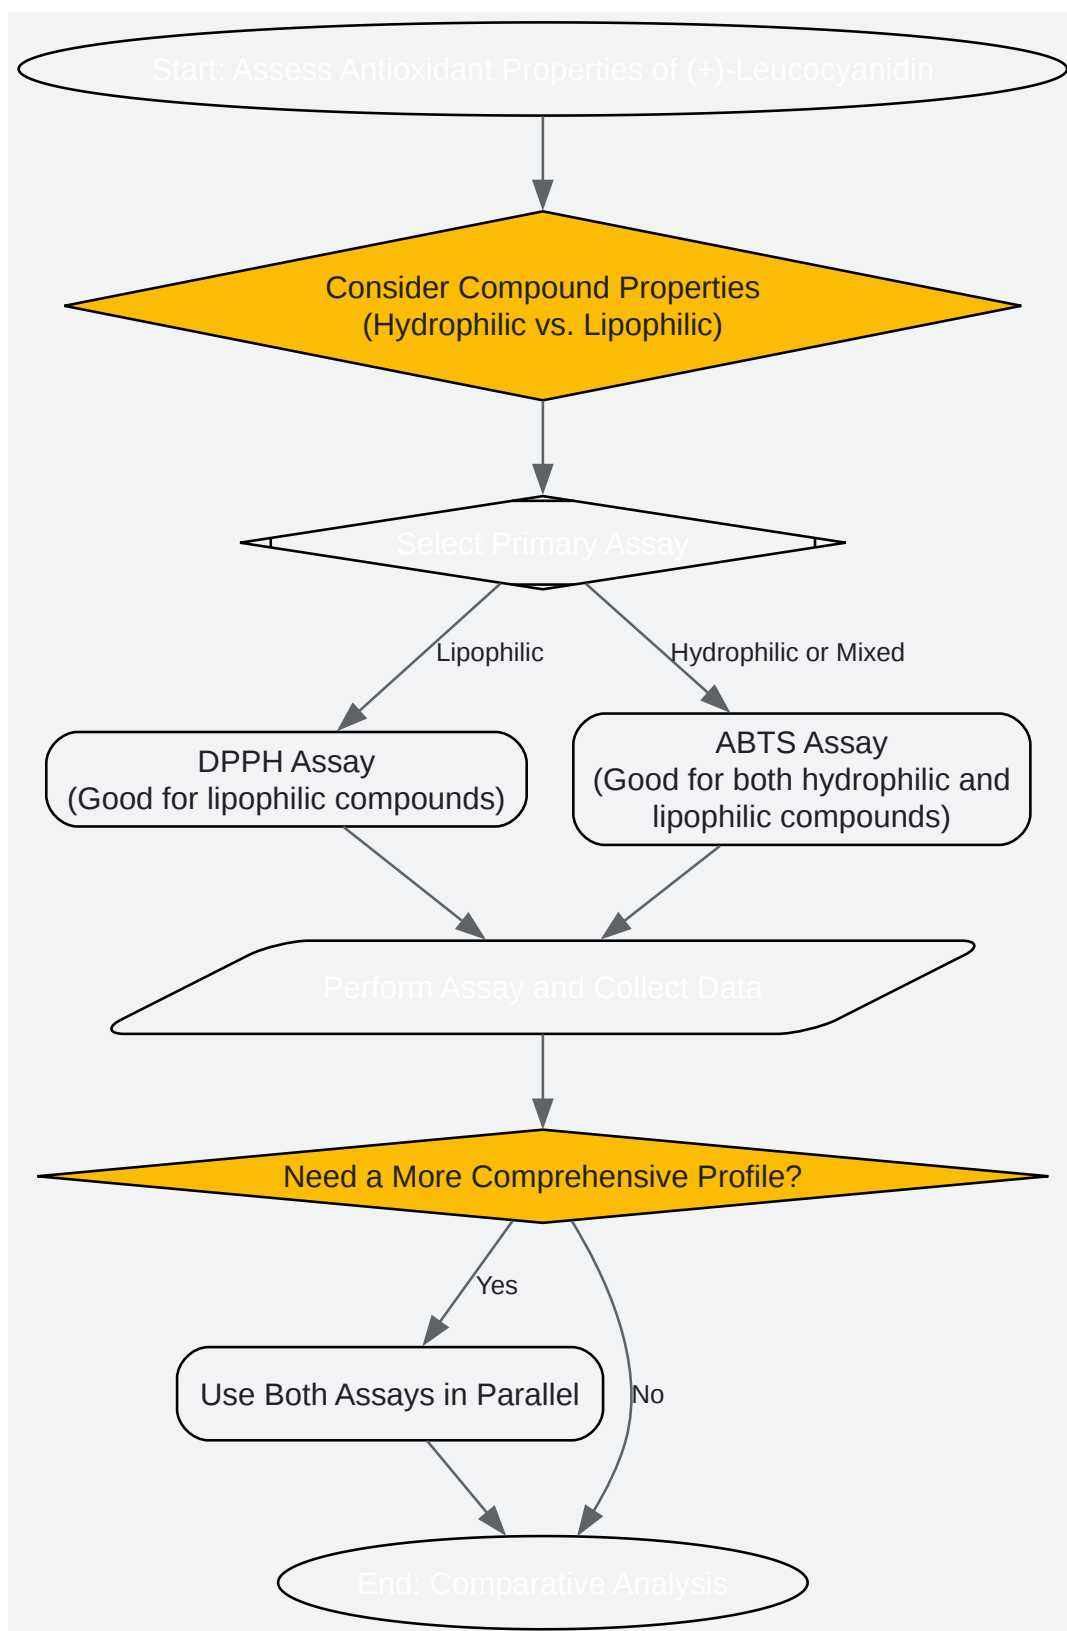 Start: Assess Antioxidant Properties of (+)-Leucocyanidin
Consider Compound Properties
(Hydrophilic vs. Lipophilic)
Select Primary Assay
Lipophilic
Hydrophilic or Mixed
DPPH Assay
(Good for lipophilic compounds)
ABTS Assay
(Good for both hydrophilic and
lipophilic compounds)
Perform Assay and Collect Data
Need a More Comprehensive Profile?
Yes
Use Both Assays in Parallel
No
End: Comparative Analysis